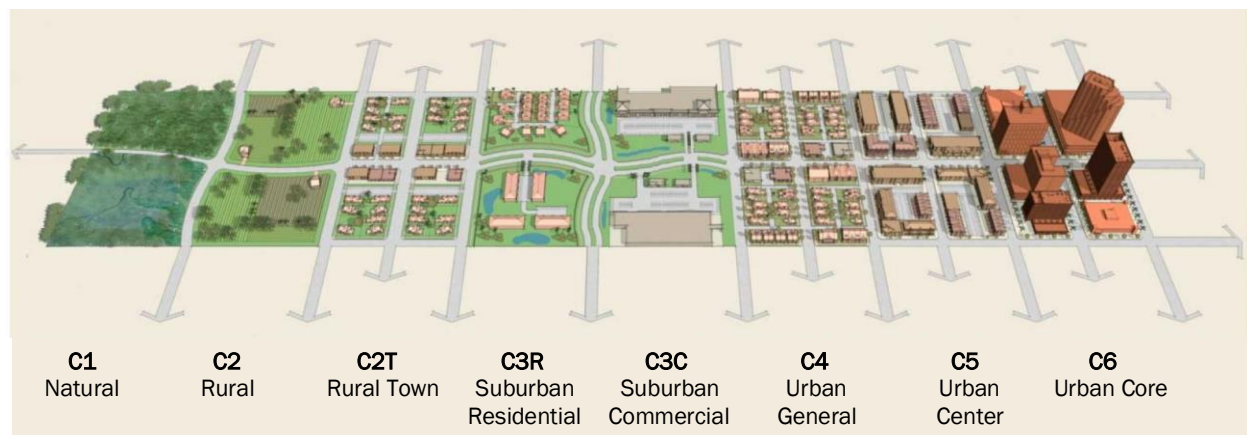 C1
Natural
C2
Rural
C2T
Rural Town
C3R
Suburban
Residential
C3C
Suburban
Commercial
C4
Urban
General
C5
Urban
Center
C6
Urban Core